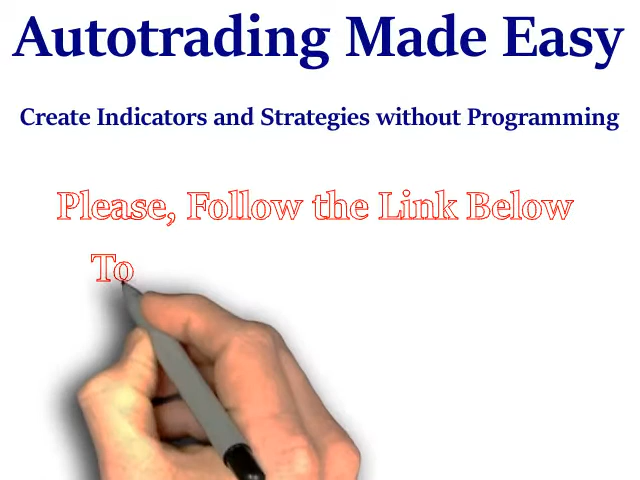 Autotrading Made Easy
Create Indicators and Strategies without Programming
Please, Follow the Link Below
To